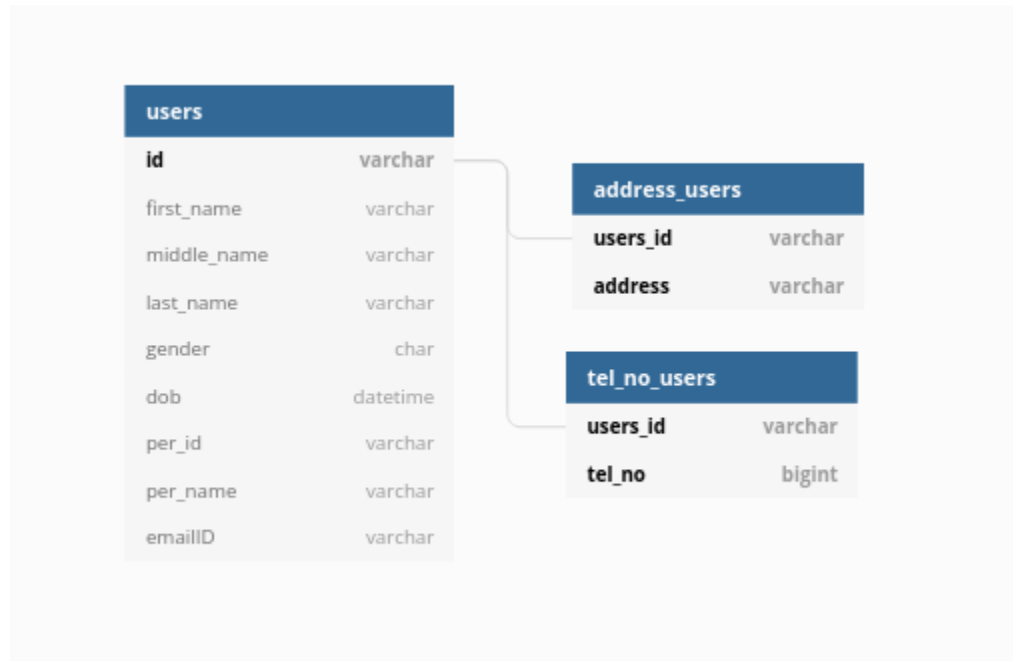 users
id varchar
first_name varchar
middle_name varchar
last_name varchar
gender char
dob datetime
per_id varchar
per_name varchar
emailID varchar
address_users
users_id varchar
address varchar
tel_no_users
users_id varchar
tel_no bigint